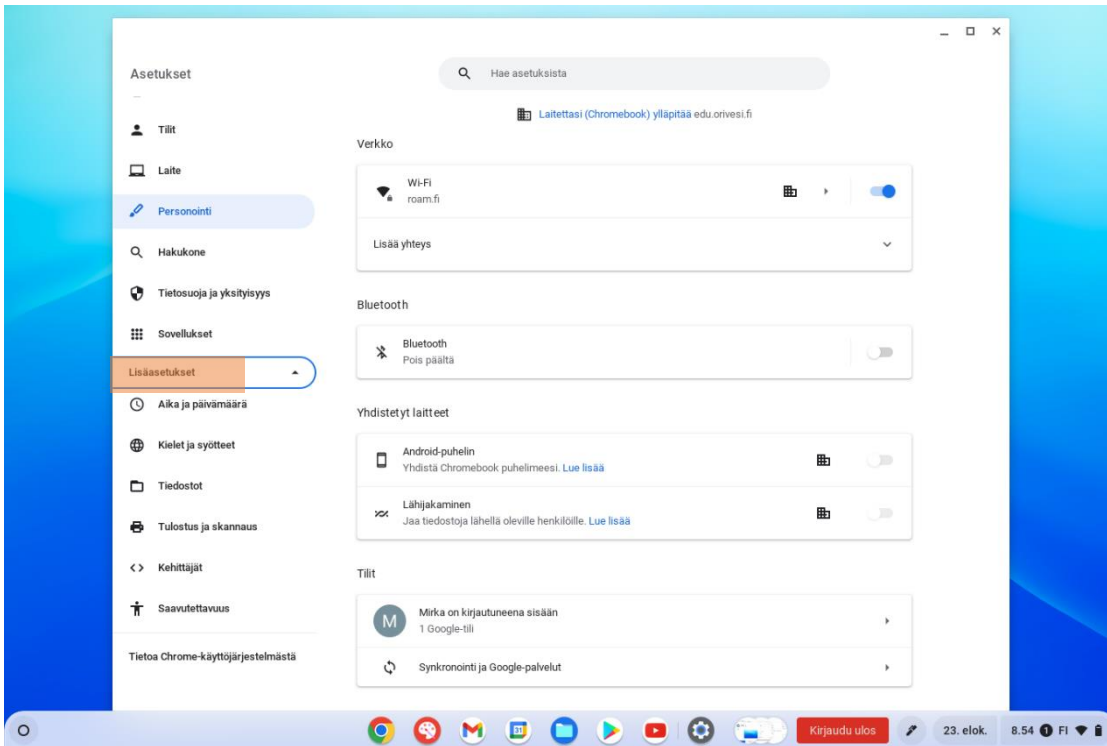 Asetukset
Hae asetuksista
Laitettasi (Chromebook) ylläpitää edu.orivesi.fi
Tilit
Laite
Personointi
Hakukone
Tietosuoja ja yksityisyys
Sovellukset
Lisäasetukset
Aika ja päivämäärä
Kielet ja syötteet
Tiedostot
Tulostus ja skannaus
Kehittäjät
Saavutettavuus
Tietoa Chrome-käyttöjärjestelmästä
Verkko
Wi-Fi
roam.fi
Lisää yhteys
Bluetooth
Bluetooth
Pois päältä
Yhdistetyt laitteet
Android-puhelin
Yhdistä Chromebook puhelimeesi. Lue lisää
Lähijakaminen
Jaa tiedostoja lähellä oleville henkilöille. Lue lisää
Tilit
M
Mirka on kirjautuneena sisään
1 Google-tili
Synkronointi ja Google-palvelut
31
Kirjaudu ulos
23. elok.
8.54 1 FI